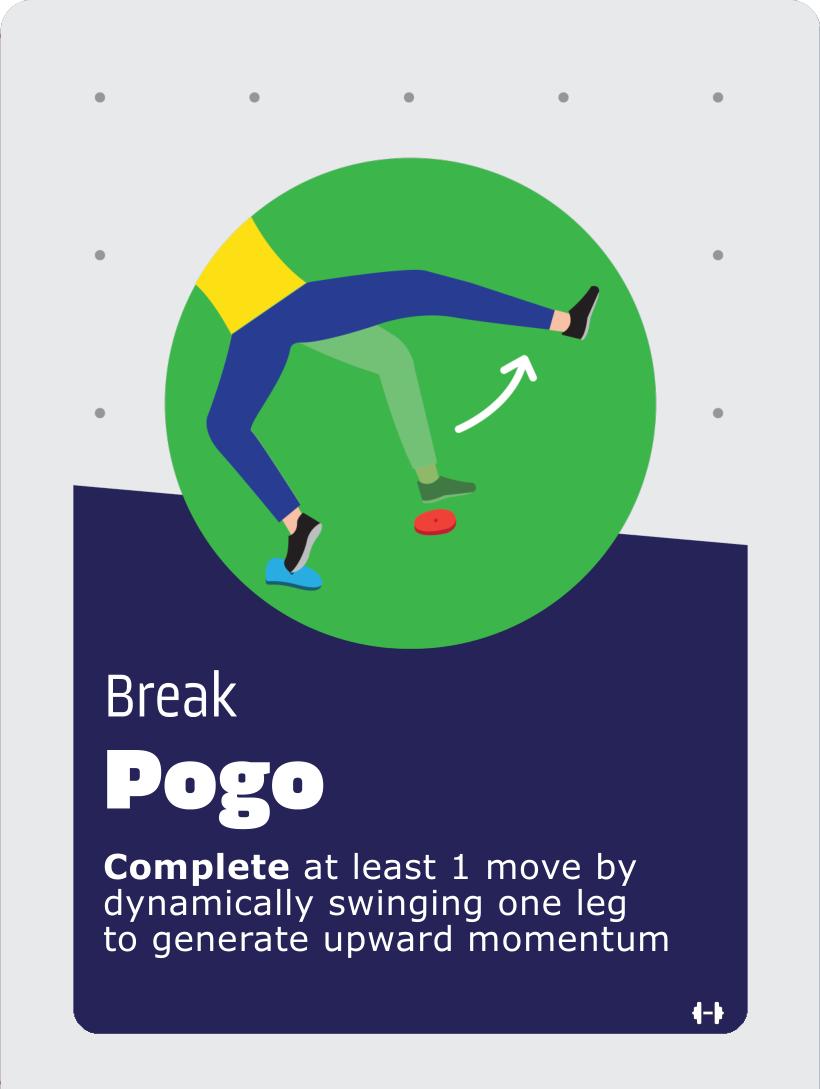 Break
Pogo
Complete at least 1 move by
dynamically swinging one leg
to generate upward momentum